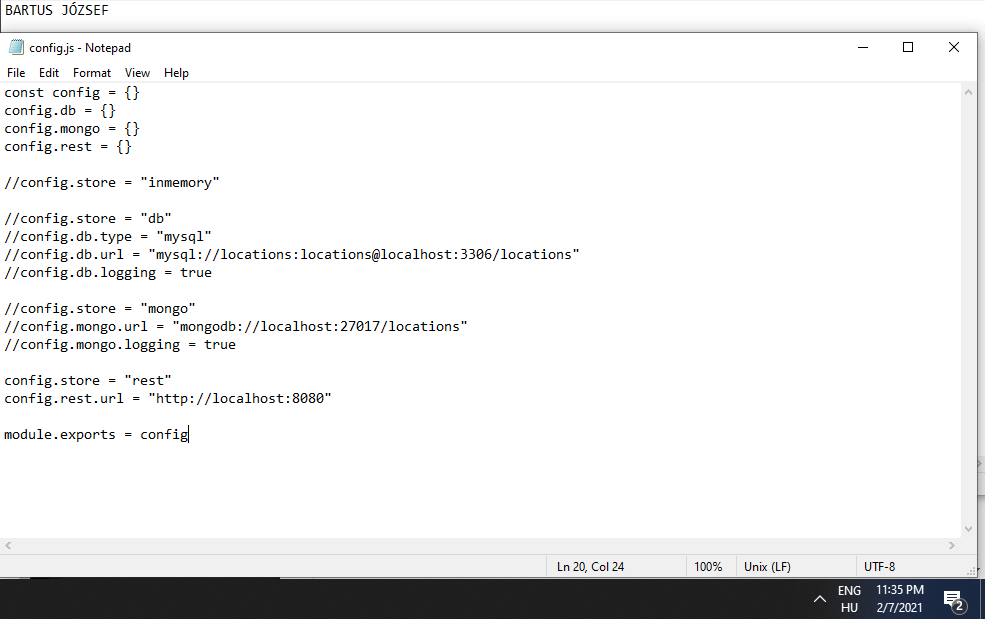 BARTUS JÓZSEF
config.js - Notepad
File Edit Format View Help
const config = {}
config.db = {}
config.mongo = {}
config.rest = {}
//config.store = "inmemory"
//config.store = "db"
//config.db.type = "mysql"
//config.db.url = "mysql://locations:locations@localhost:3306/locations"
//config.db.logging = true
//config.store = "mongo"
//config.mongo.url = "mongodb://localhost:27017/locations"
//config.mongo.logging = true
config.store = "rest"
config.rest.url = "http://localhost:8080"
module.exports = config
Ln 20, Col 24 100% Unix (LF) UTF-8
ENG 11:35 PM
HU 2/7/2021 2